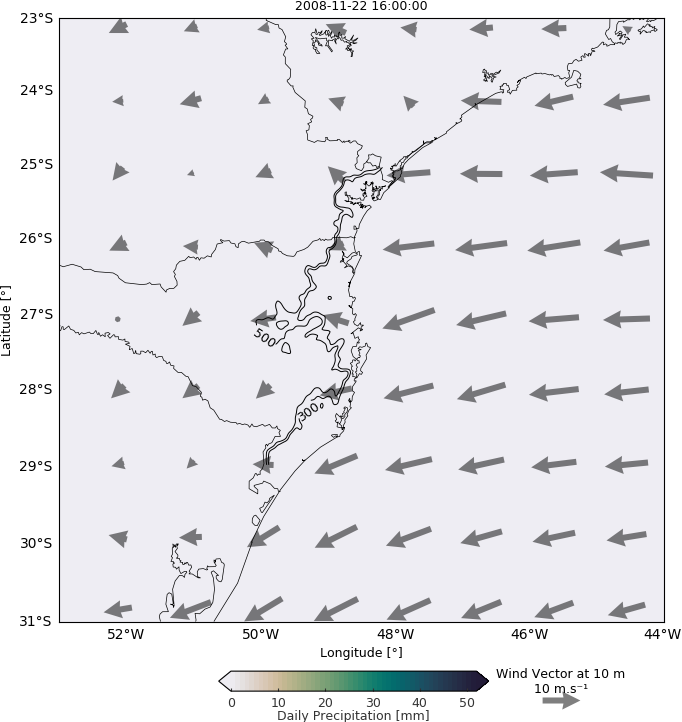 2008-11-22 16:00:00
23°S
24°S
25°S
26°S
27°S
28°S
29°S
30°S
31°S
Latitude [°]
500
300
52°W
50°W
48°W
46°W
44°W
Longitude [°]
0
10
20
30
40
50
Daily Precipitation [mm]
Wind Vector at 10 m
10 m.s⁻¹